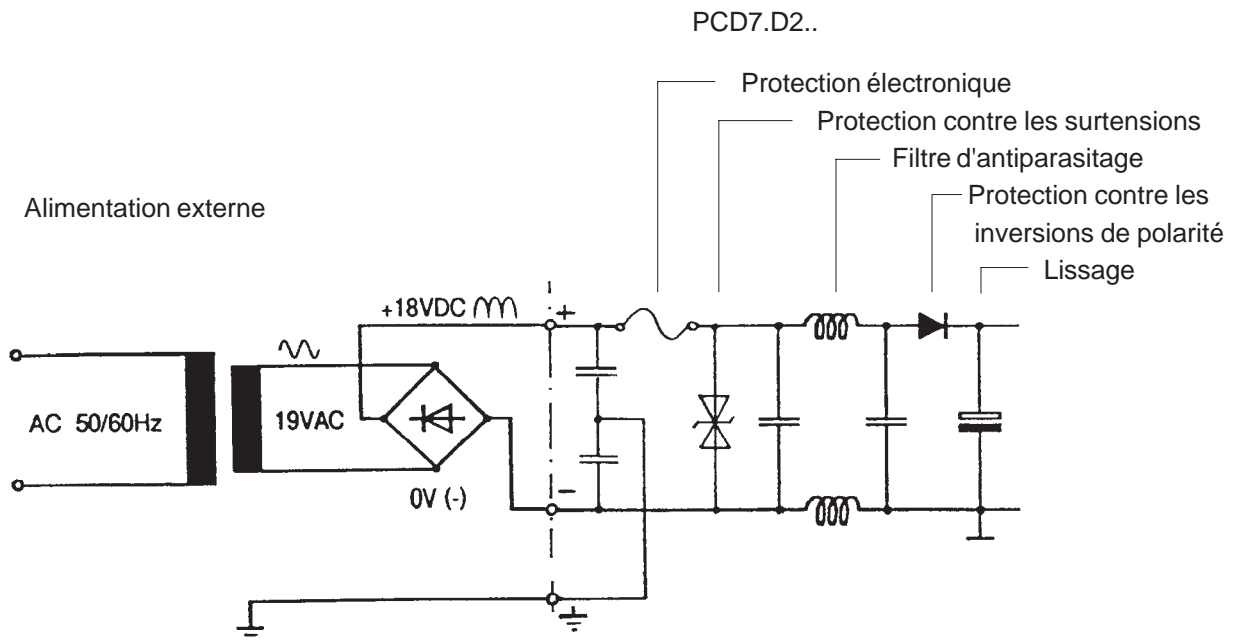 PCD7.D2..
Protection électronique
Protection contre les surtensions
Filtre d'antiparasitage
Protection contre les
inversions de polarité
Lissage
Alimentation externe
+18VDC
+
AC 50/60Hz
19VAC
0V (-)
–